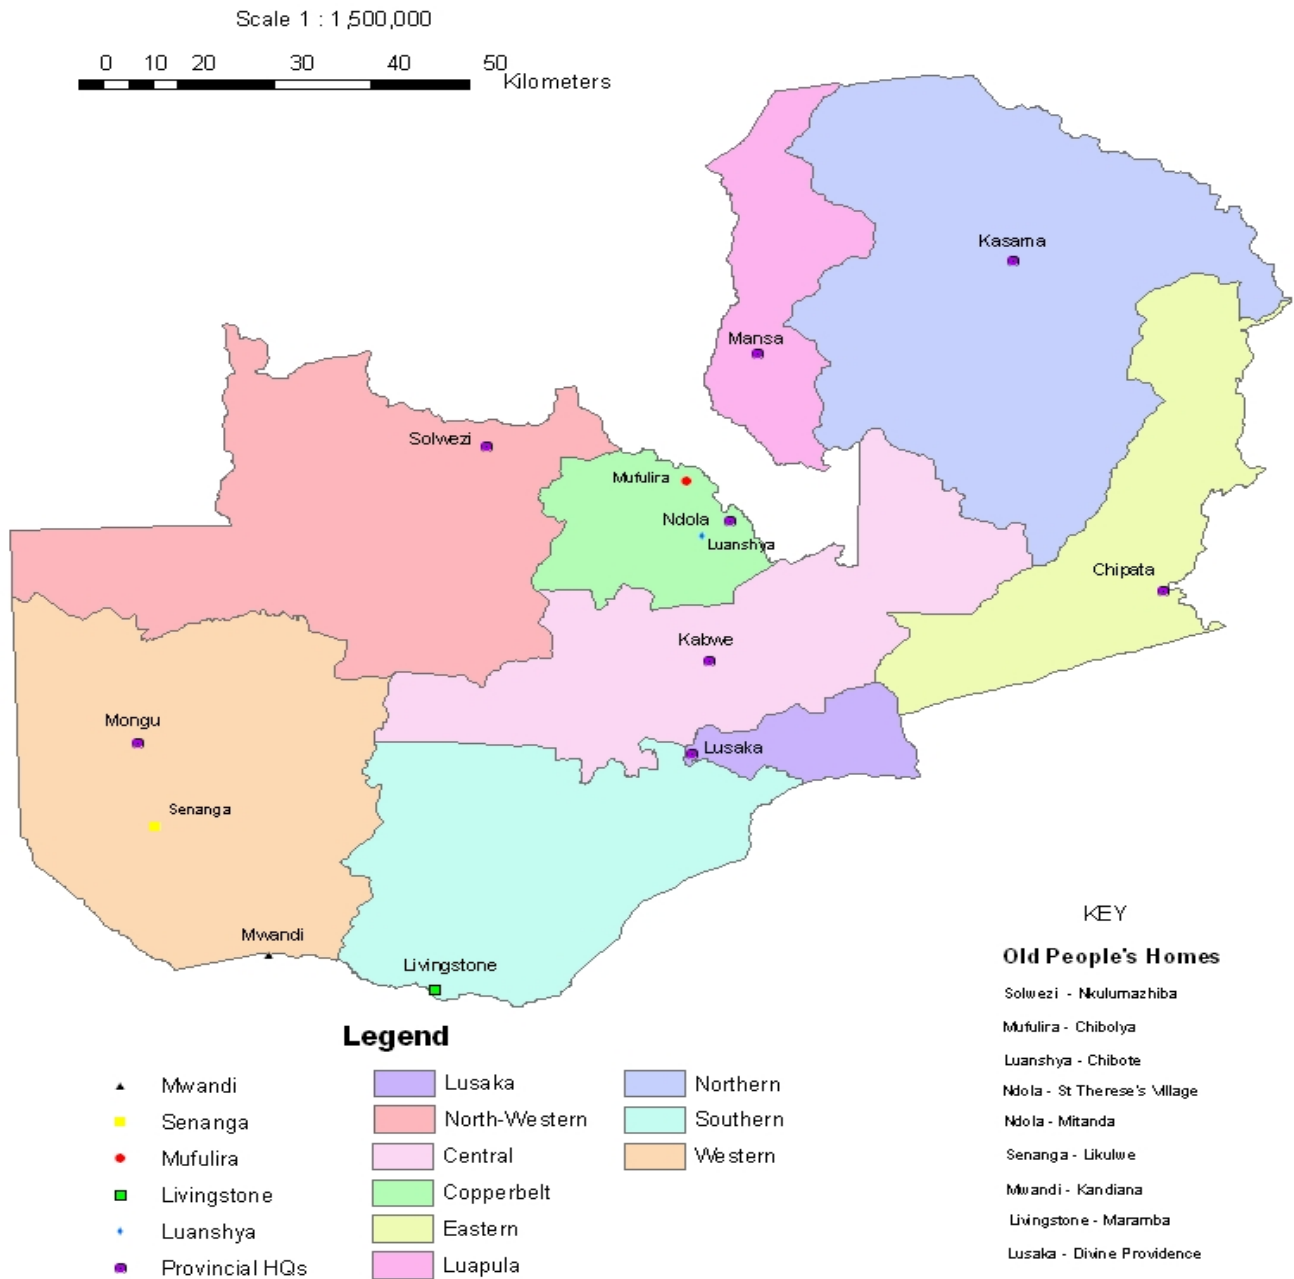 Scale 1 : 1,500,000
0 10 20 30 40 50
Kilometers
Kasama
Mansa
Solwezi
Mufulira
Ndola
Luanshya
Chipata
Kabwe
Mongu
Lusaka
Senanga
Mwandi
Livingstone
KEY
Old People's Homes
Solwezi - Nkulumazhiba
Mufulira - Chibolya
Luanshya - Chibote
Ndola - St Therese's Village
Ndola - Mitanda
Senanga - Likulwe
Mwandi - Kandiana
Livingstone - Maramba
Lusaka - Divine Providence
Legend
Mwandi
Senanga
Mufulira
Livingstone
Luanshya
Provincial HQs
Lusaka
North-Western
Central
Copperbelt
Eastern
Luapula
Northern
Southern
Western